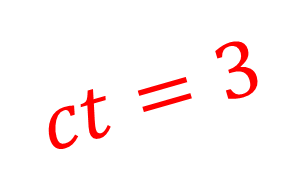 ct = 3